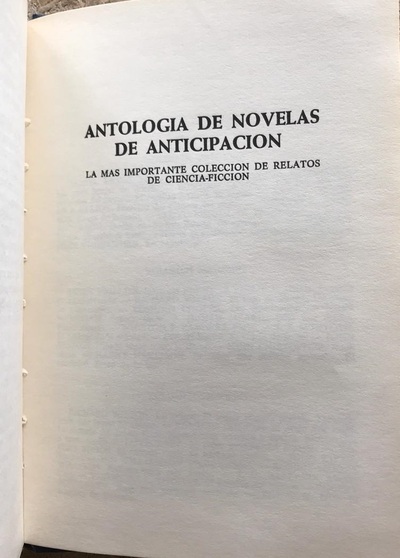 ANTOLOGIA DE NOVELAS
DE ANTICIPACION
LA MAS IMPORTANTE COLECCION DE RELATOS
DE CIENCIA-FICCION